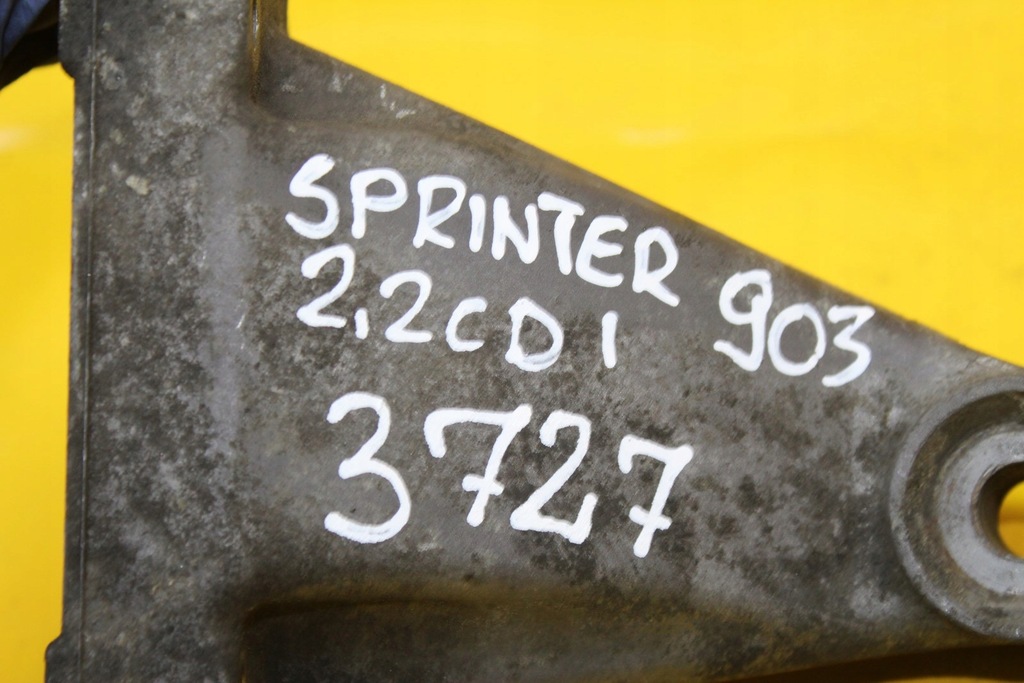 SPRINTER 903
2,2CDI
3727